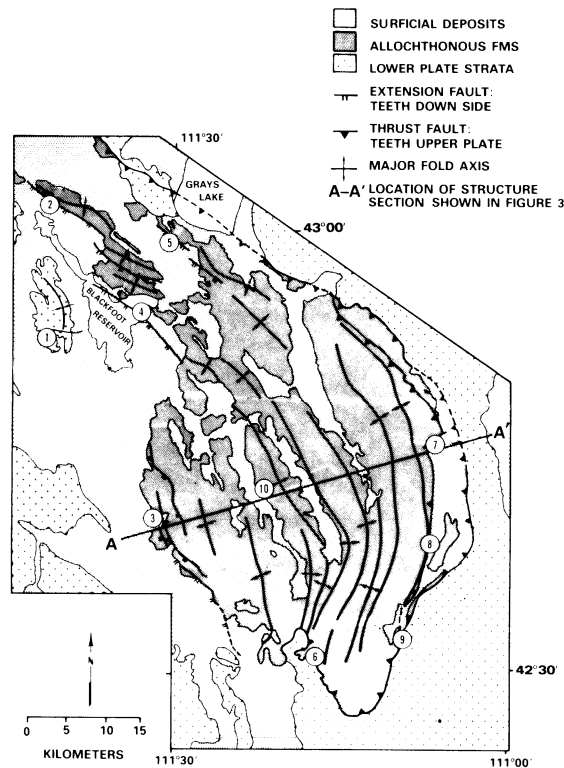 SURFICIAL DEPOSITS
ALLOCHTHONOUS FMS
LOWER PLATE STRATA
EXTENSION FAULT:
TEETH DOWN SIDE
THRUST FAULT:
TEETH UPPER PLATE
MAJOR FOLD AXIS
A–A' LOCATION OF STRUCTURE
SECTION SHOWN IN FIGURE 3
111°30'
GRAYS
LAKE
43°00'
2
5
BLACKFOOT
RESERVOIR
4
1
A'
7
10
3
A
8
9
6
42°30'
N
0 5 8 10 15
KILOMETERS
111°30'
111°00'